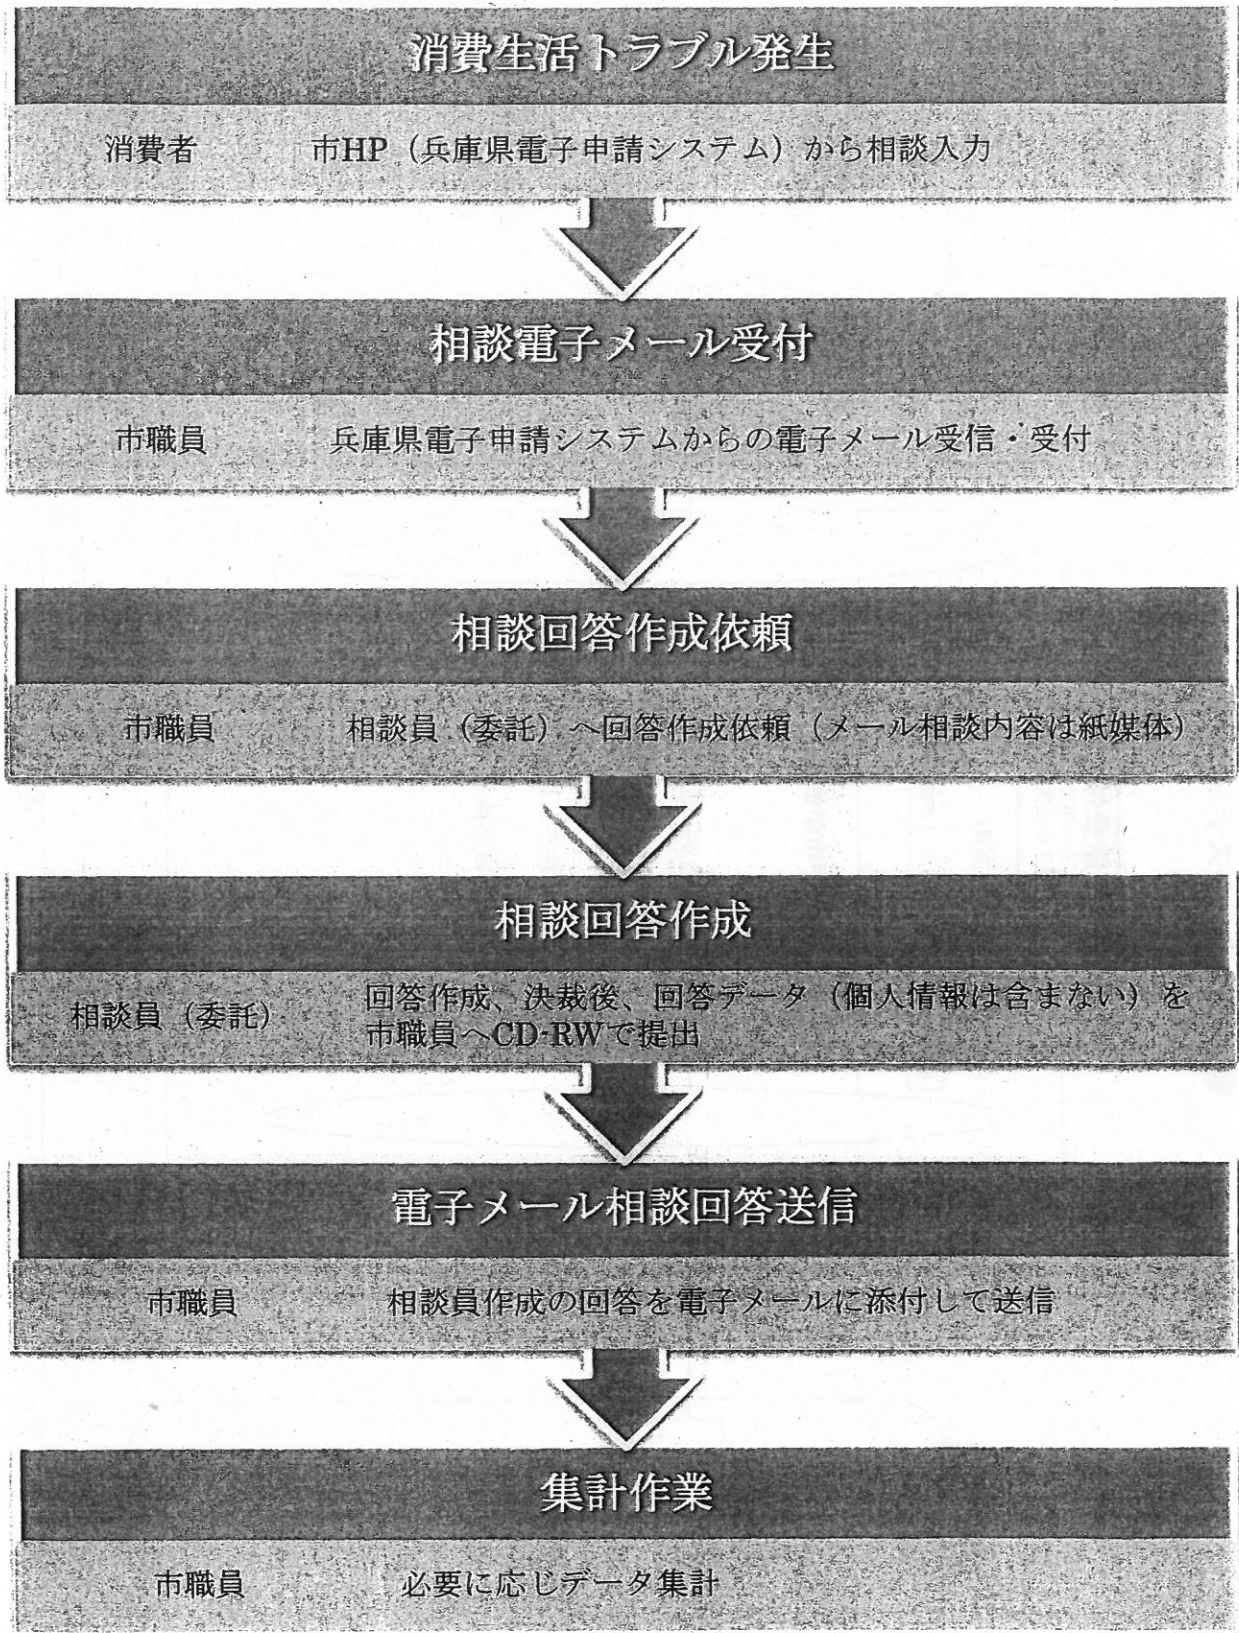 消費生活トラブル発生
消費者 市HP（兵庫県電子申請システム）から相談入力
相談電子メール受付
市職員 兵庫県電子申請システムからの電子メール受信・受付
相談回答作成依頼
市職員 相談員（委託）へ回答作成依頼（メール相談内容は紙媒体）
相談回答作成
相談員（委託） 回答作成、決裁後、回答データ（個人情報は含まない）を
市職員へCD-RWで提出
電子メール相談回答送信
市職員 相談員作成の回答を電子メールに添付して送信
集計作業
市職員 必要に応じデータ集計